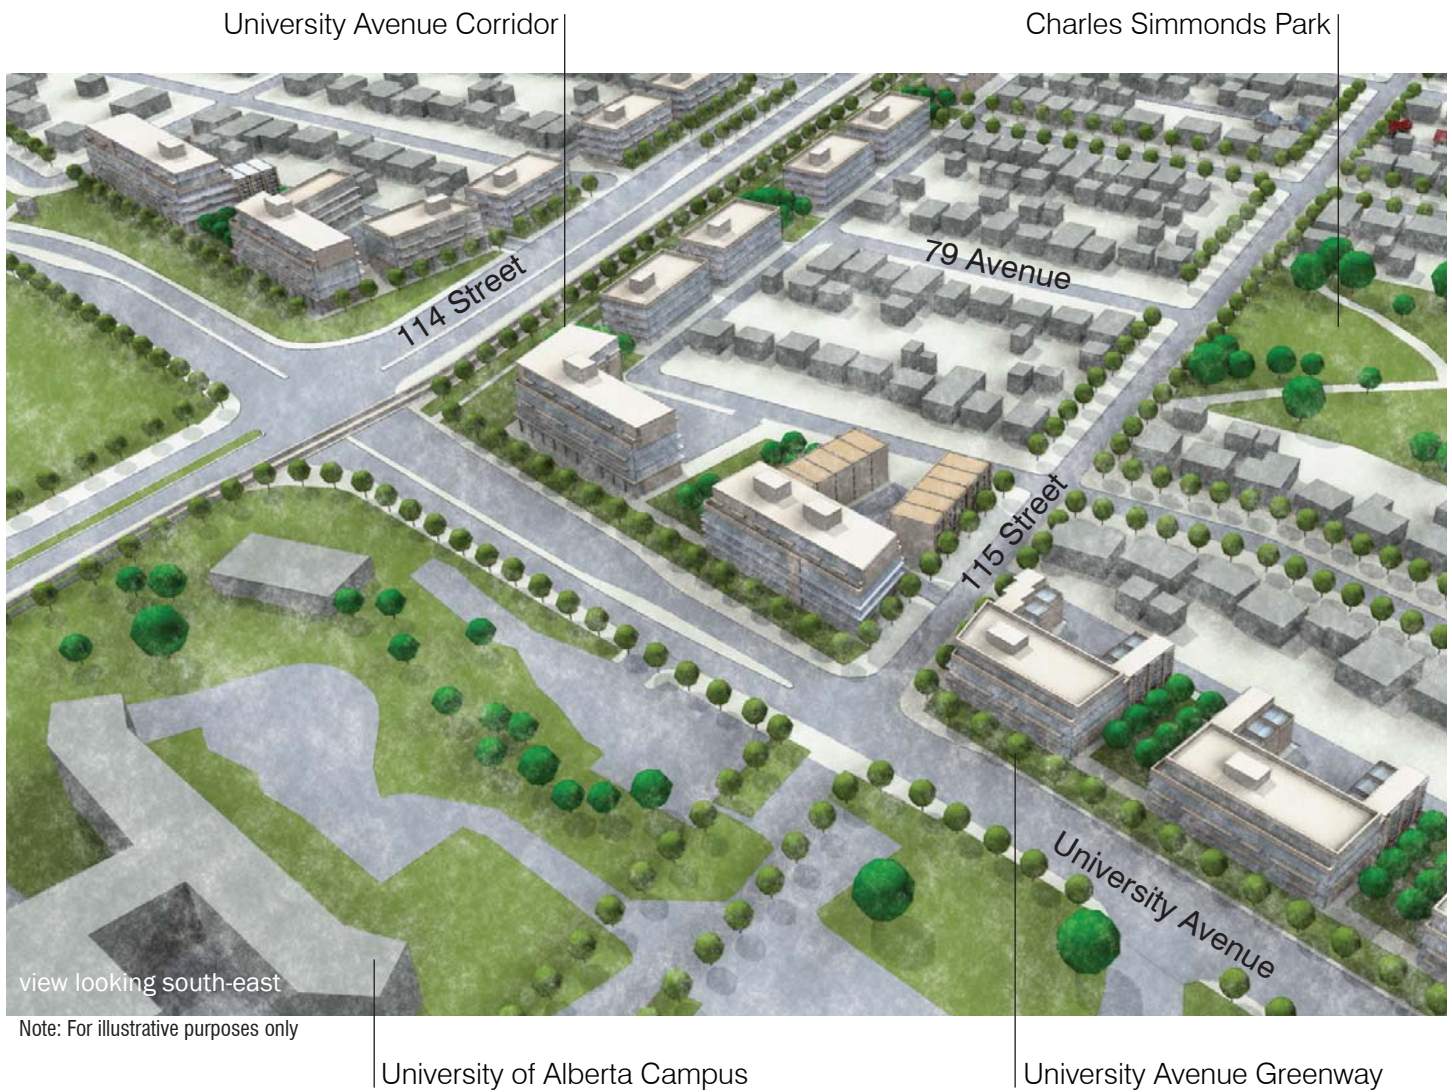 University Avenue Corridor
Charles Simmonds Park
79 Avenue
114 Street
115 Street
University Avenue
view looking south-east
Note: For illustrative purposes only
University of Alberta Campus
University Avenue Greenway